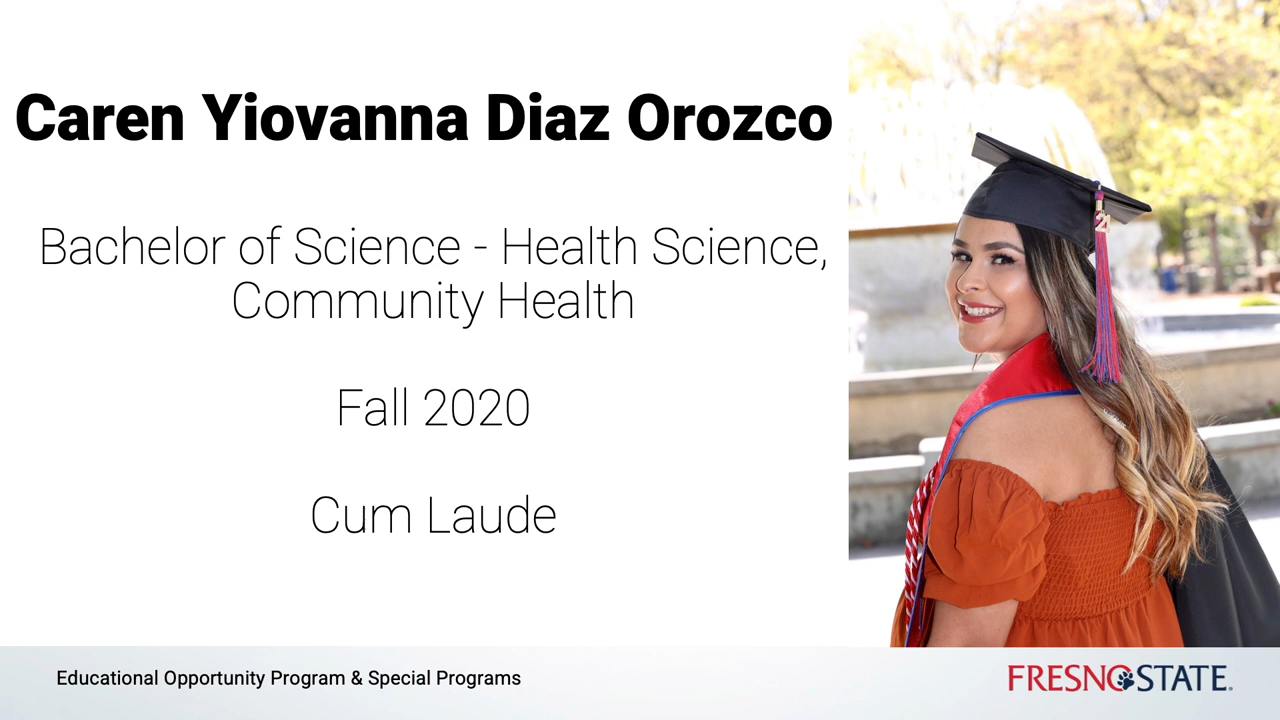 Caren Yiovanna Diaz Orozco
Bachelor of Science - Health Science,
Community Health
Fall 2020
Cum Laude
21
Educational Opportunity Program & Special Programs
FRESNO STATE